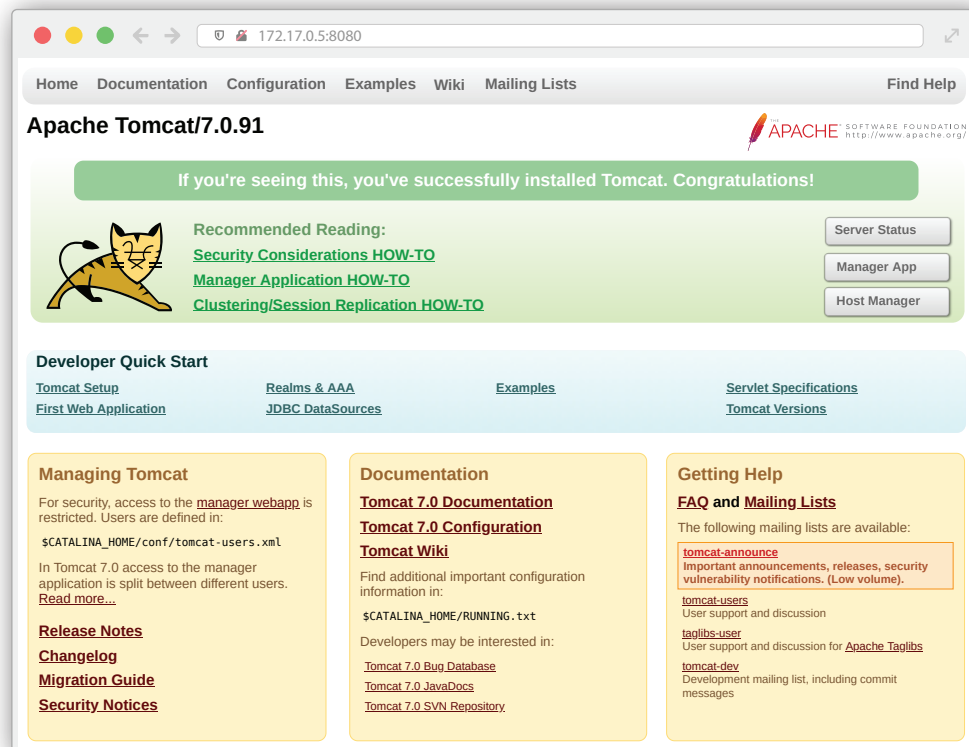 172.17.0.5:8080
Home Documentation Configuration Examples Wiki Mailing Lists Find Help
Apache Tomcat/7.0.91
THE
APACHE SOFTWARE FOUNDATION
http://www.apache.org/
If you're seeing this, you've successfully installed Tomcat. Congratulations!
Recommended Reading:
Security Considerations HOW-TO
Manager Application HOW-TO
Clustering/Session Replication HOW-TO
Server Status
Manager App
Host Manager
Developer Quick Start
Tomcat Setup
First Web Application
Realms & AAA
JDBC DataSources
Examples
Servlet Specifications
Tomcat Versions
Managing Tomcat
For security, access to the manager webapp is
restricted. Users are defined in:
$CATALINA_HOME/conf/tomcat-users.xml
In Tomcat 7.0 access to the manager
application is split between different users.
Read more...
Release Notes
Changelog
Migration Guide
Security Notices
Documentation
Tomcat 7.0 Documentation
Tomcat 7.0 Configuration
Tomcat Wiki
Find additional important configuration
information in:
$CATALINA_HOME/RUNNING.txt
Developers may be interested in:
Tomcat 7.0 Bug Database
Tomcat 7.0 JavaDocs
Tomcat 7.0 SVN Repository
Getting Help
FAQ and Mailing Lists
The following mailing lists are available:
tomcat-announce
Important announcements, releases, security
vulnerability notifications. (Low volume).
tomcat-users
User support and discussion
taglibs-user
User support and discussion for Apache Taglibs
tomcat-dev
Development mailing list, including commit
messages